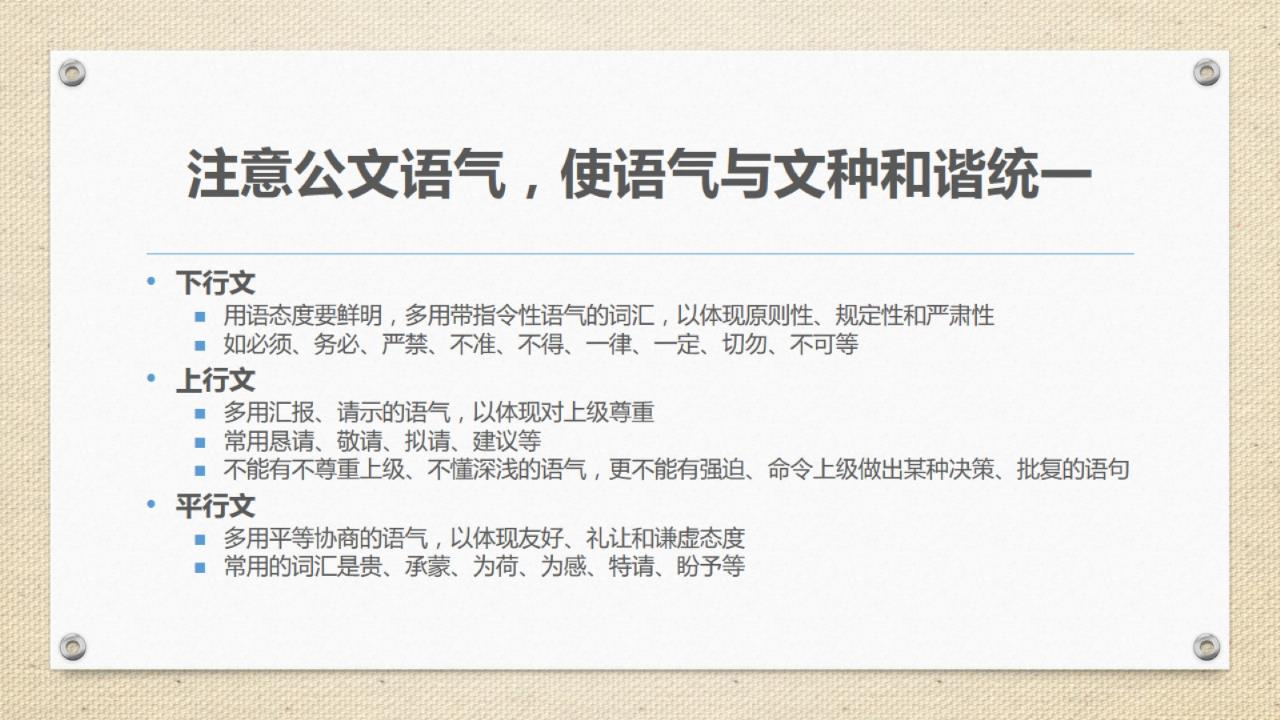 注意公文语气，使语气与文种和谐统一
• 下行文
▪ 用语态度要鲜明，多用带指令性语气的词汇，以体现原则性、规定性和严肃性
▪ 如必须、务必、严禁、不准、不得、一律、一定、切勿、不可等
• 上行文
▪ 多用汇报、请示的语气，以体现对上级尊重
▪ 常用恳请、敬请、拟请、建议等
▪ 不能有不尊重上级、不懂深浅的语气，更不能有强迫、命令上级做出某种决策、批复的语句
• 平行文
▪ 多用平等协商的语气，以体现友好、礼让和谦虚态度
▪ 常用的词汇是贵、承蒙、为荷、为感、特请、盼予等